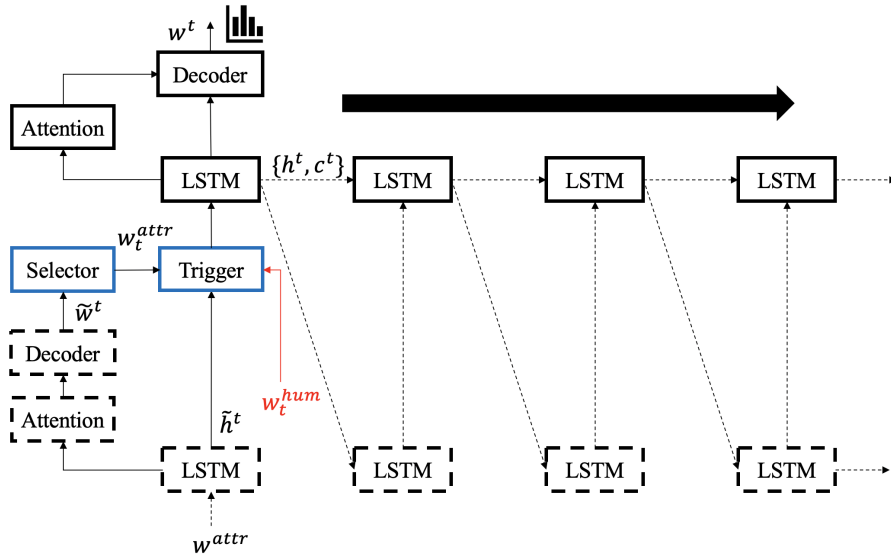 w^t
Decoder
Attention
LSTM
{h^t, c^t}
LSTM
LSTM
LSTM
w_t^{attr}
Selector
Trigger
w̃^t
Decoder
w_t^{hum}
Attention
h̃^t
LSTM
LSTM
LSTM
LSTM
w^{attr}